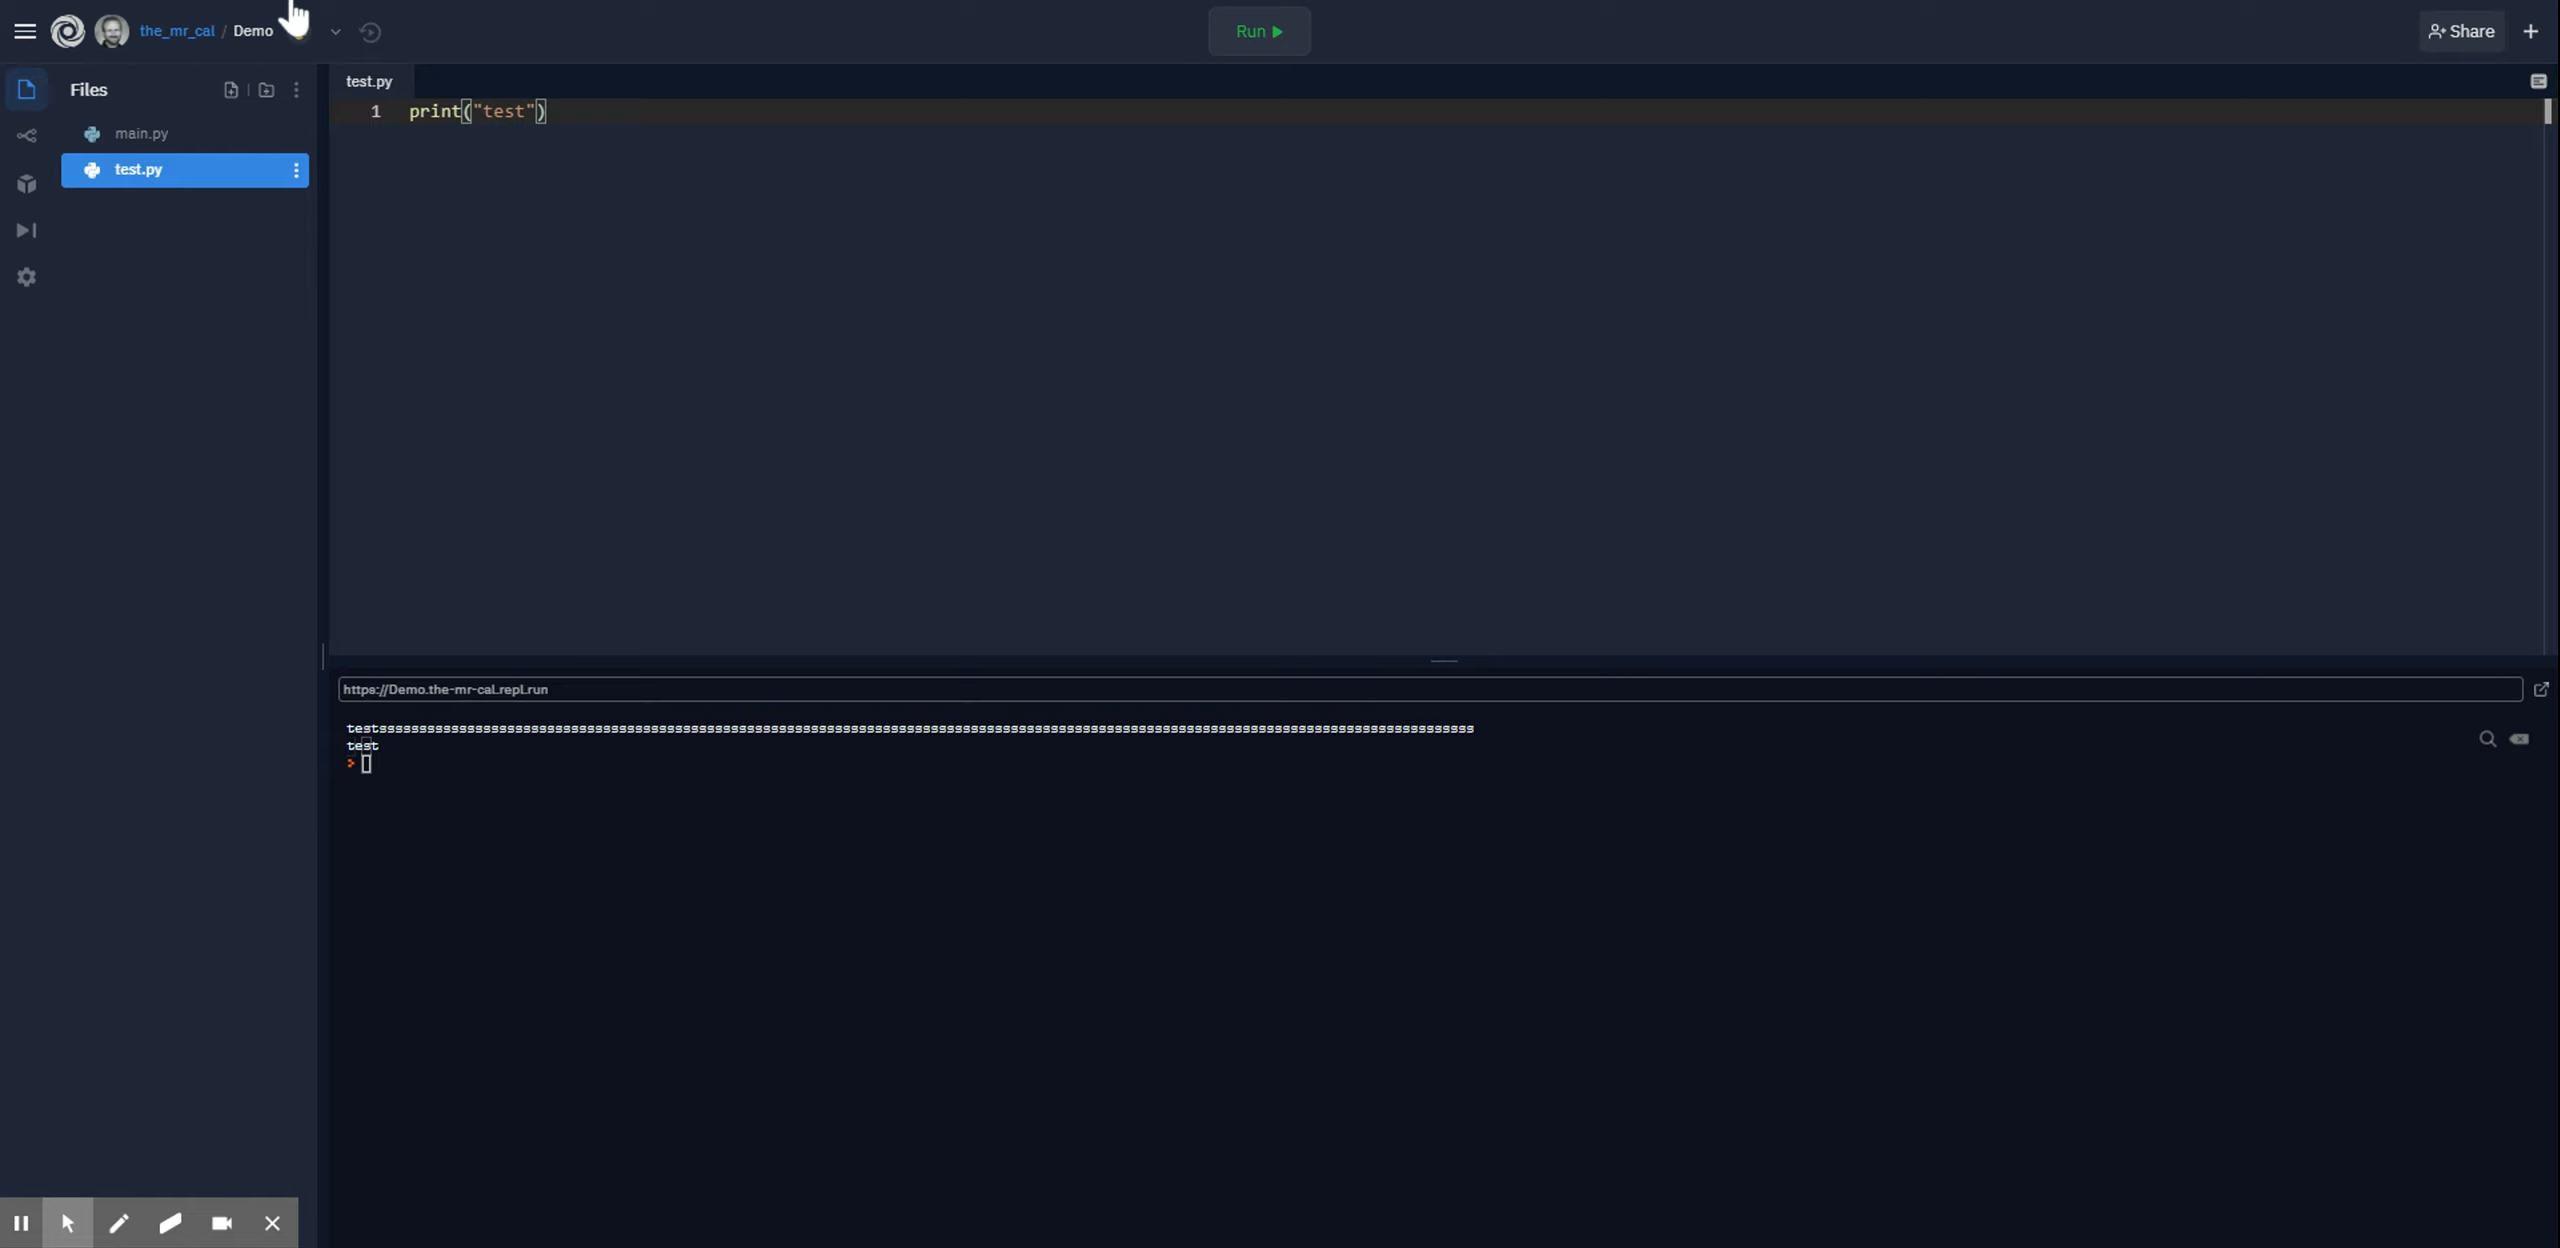 the_mr_cal / Demo
Run
Share
Files
main.py
test.py
test.py
1 print("test")
https://Demo.the-mr-cal.repl.run
test
>